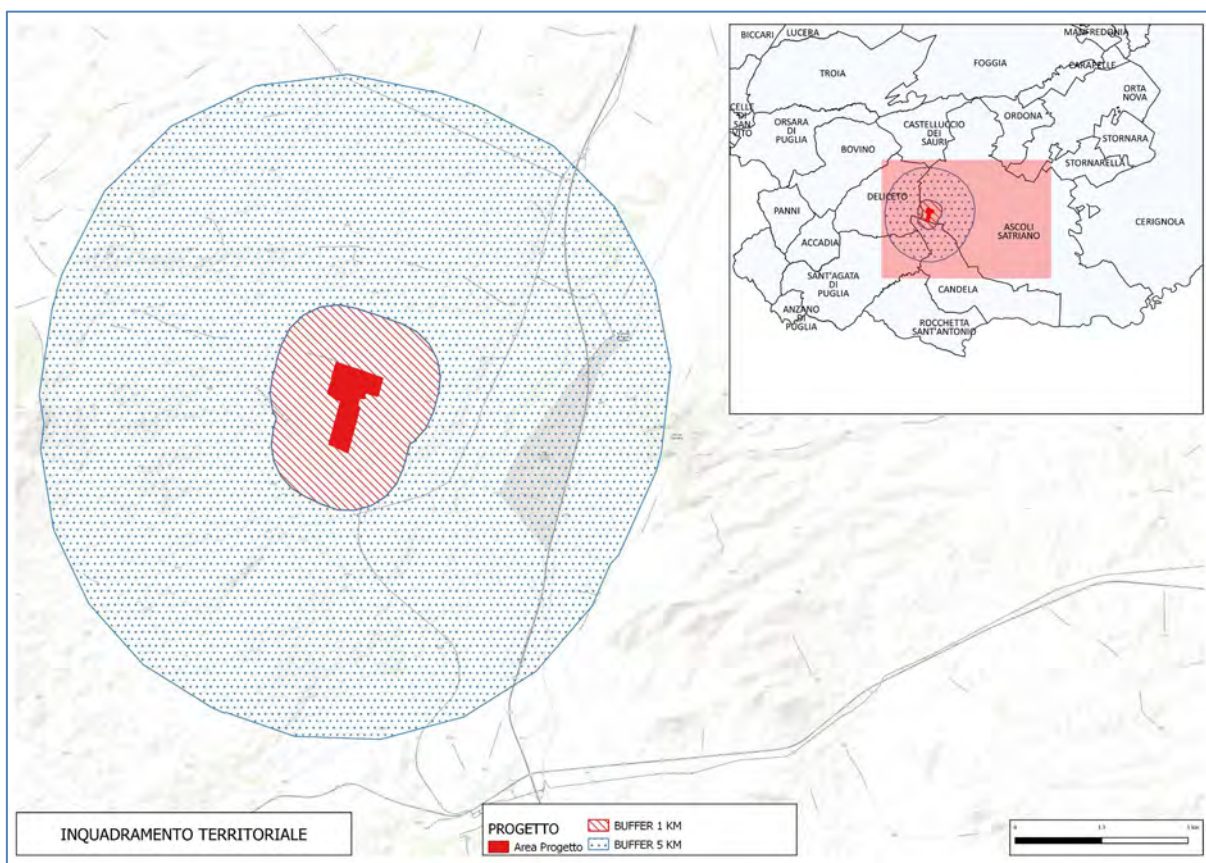 BICCARI
LUCERA
MANFREDONIA
FOGGIA
CARAPELLE
TROIA
ORTA
NOVA
CELLE
DI
SAN
VITO
ORSARA
DI
PUGLIA
CASTELLUCCIO
DEI
SAURI
ORDONA
STORNARA
BOVINO
STORNARELLA
DELICETO
PANNI
ASCOLI
SATRIANO
CERIGNOLA
ACCADIA
SANT'AGATA
DI
PUGLIA
CANDELA
ANZANO
DI
PUGLIA
ROCCHETTA
SANT'ANTONIO
INQUADRAMENTO TERRITORIALE
PROGETTO
Area Progetto
BUFFER 1 KM
BUFFER 5 KM
0